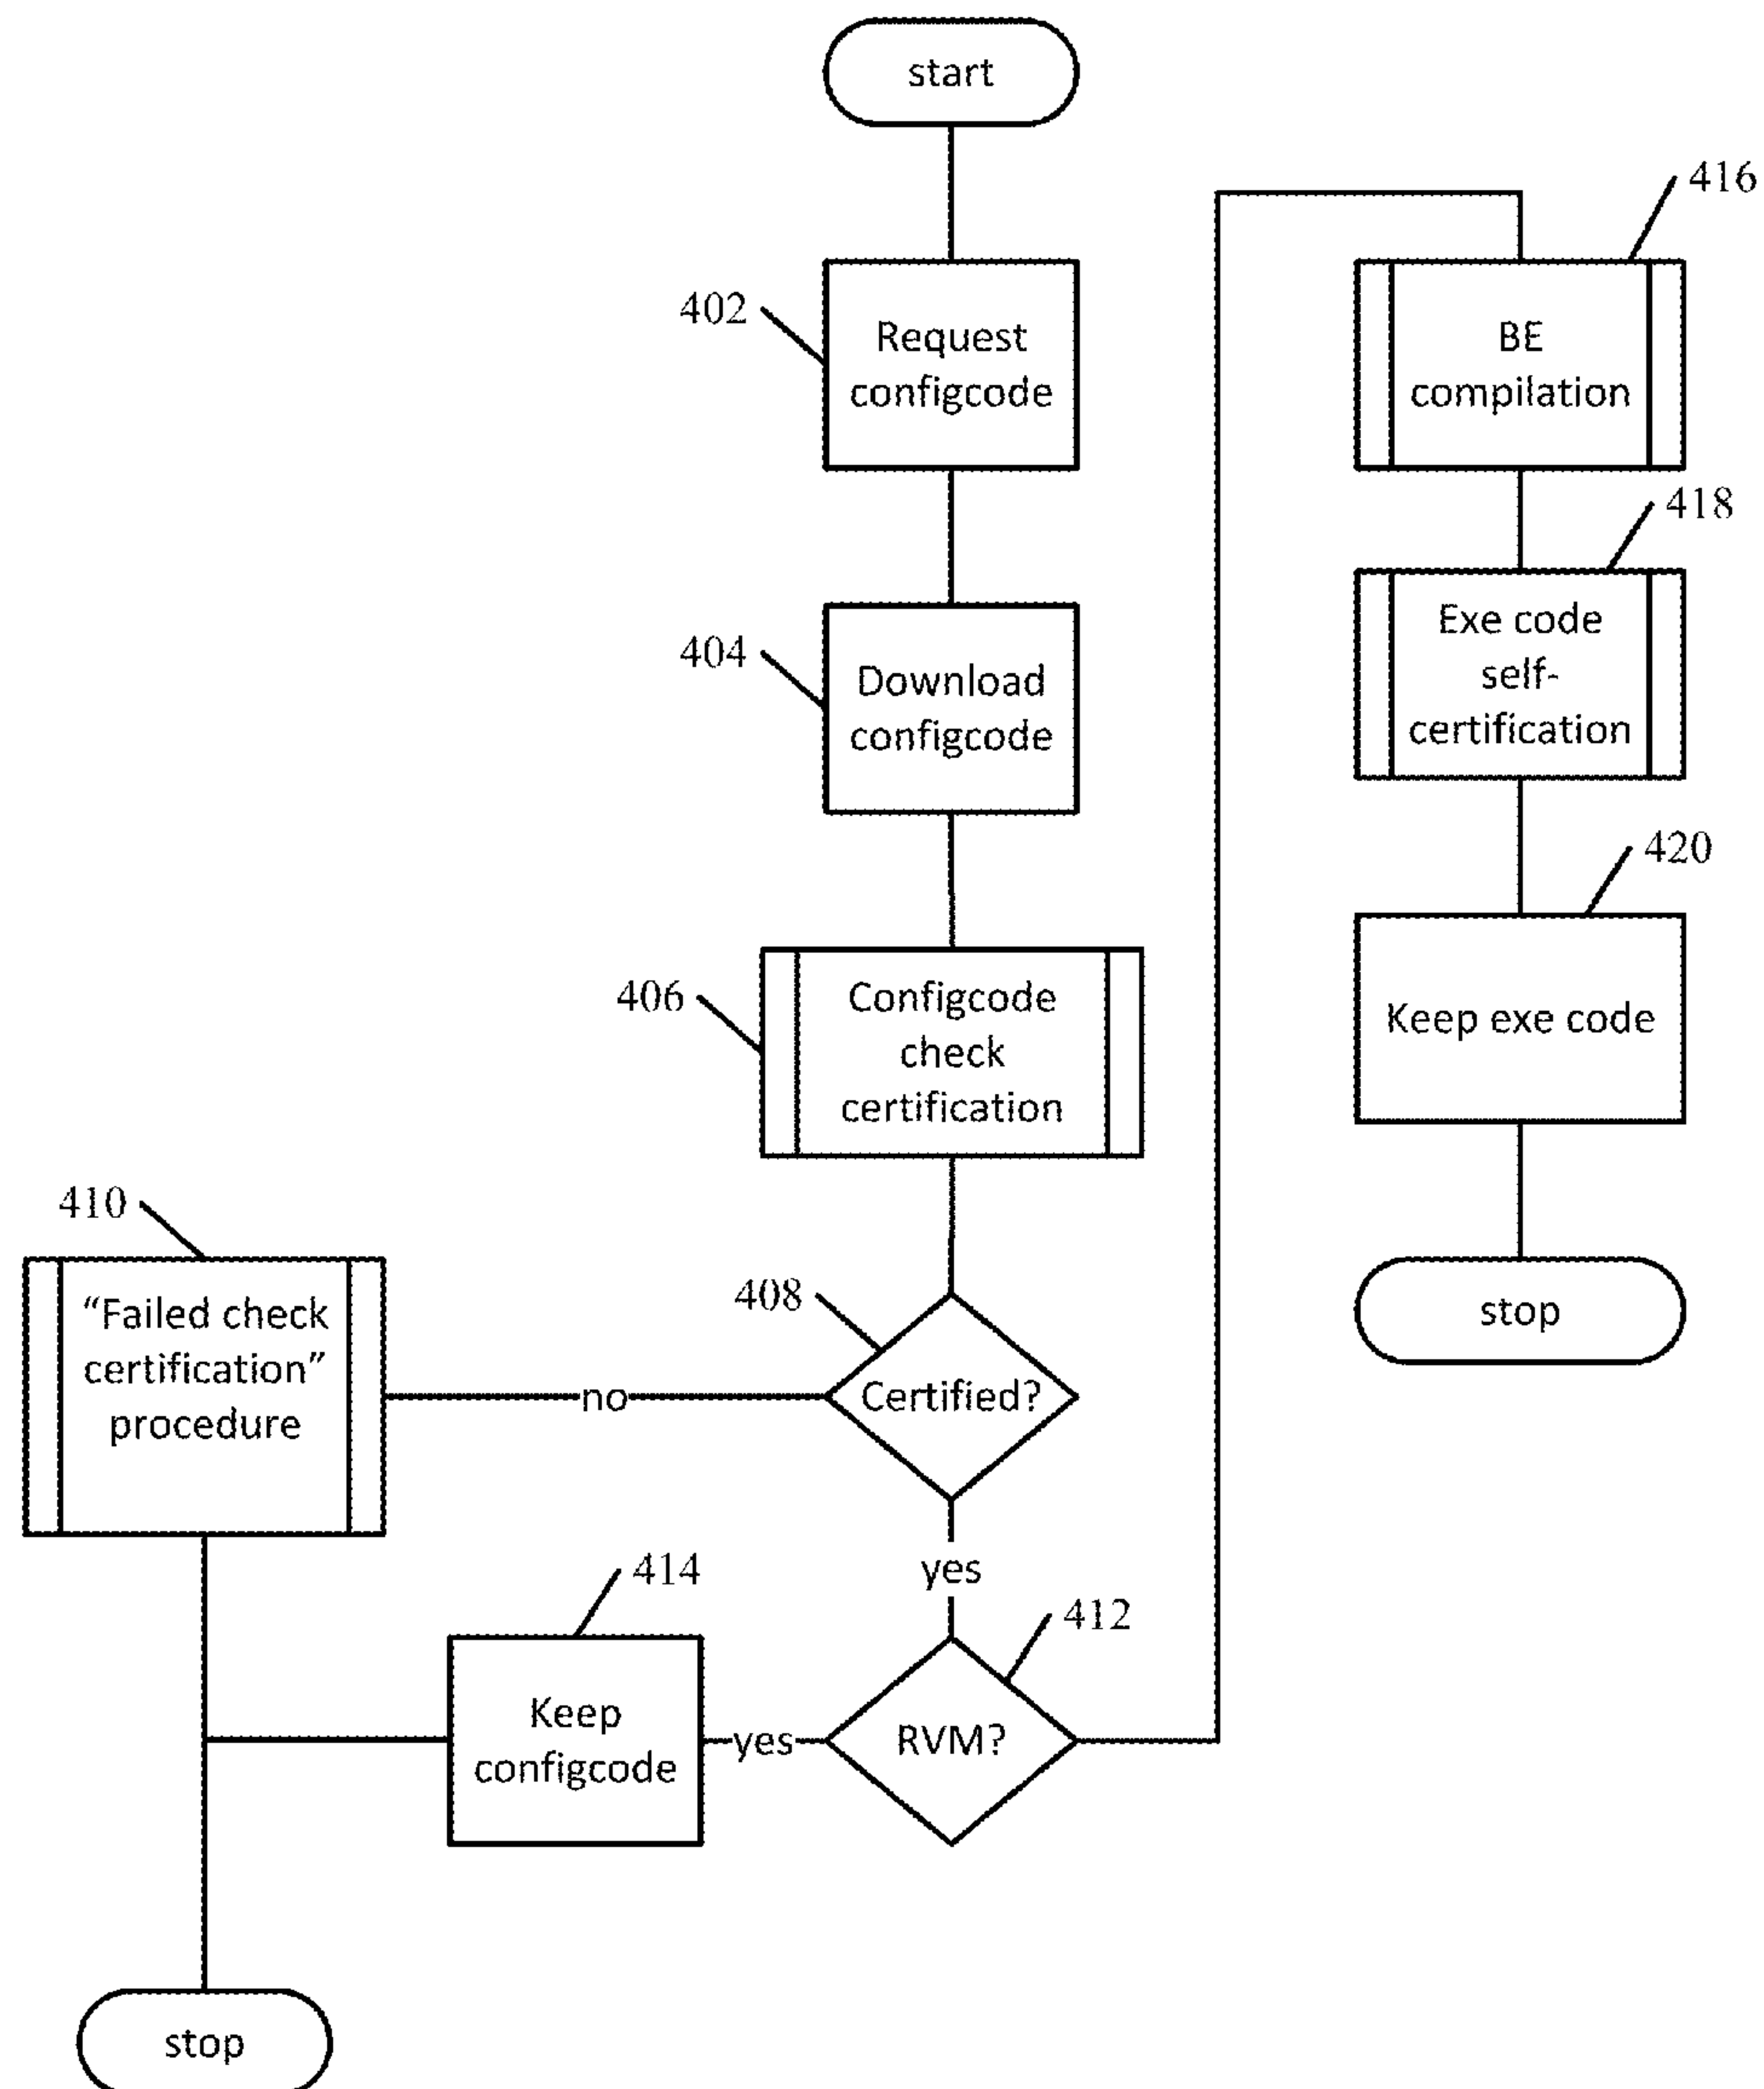 start
402
Request
configcode
404
Download
configcode
406
Configcode
check
certification
408
Certified?
no
410
“Failed check
certification”
procedure
yes
412
RVM?
yes
414
Keep
configcode
stop
416
BE
compilation
418
Exe code
self-
certification
420
Keep exe code
stop